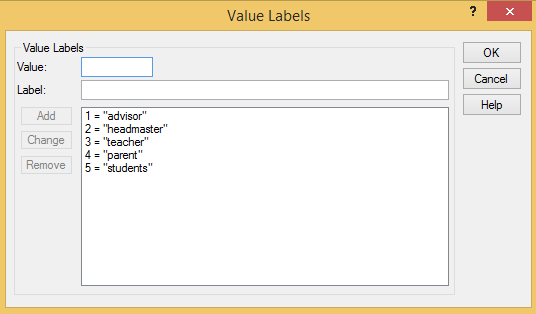 Value Labels
?
x
Value Labels
Value:
Label:
Add
Change
Remove
1 = "advisor"
2 = "headmaster"
3 = "teacher"
4 = "parent"
5 = "students"
OK
Cancel
Help